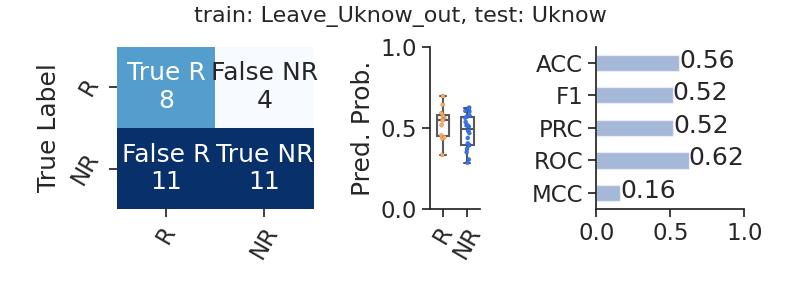 train: Leave_Uknow_out, test: Uknow
True Label
R
NR
True R
8
False NR
4
False R
11
True NR
11
R
NR
Pred. Prob.
1.0
0.5
0.0
R
NR
ACC
F1
PRC
ROC
MCC
0.56
0.52
0.52
0.62
0.16
0.0
0.5
1.0